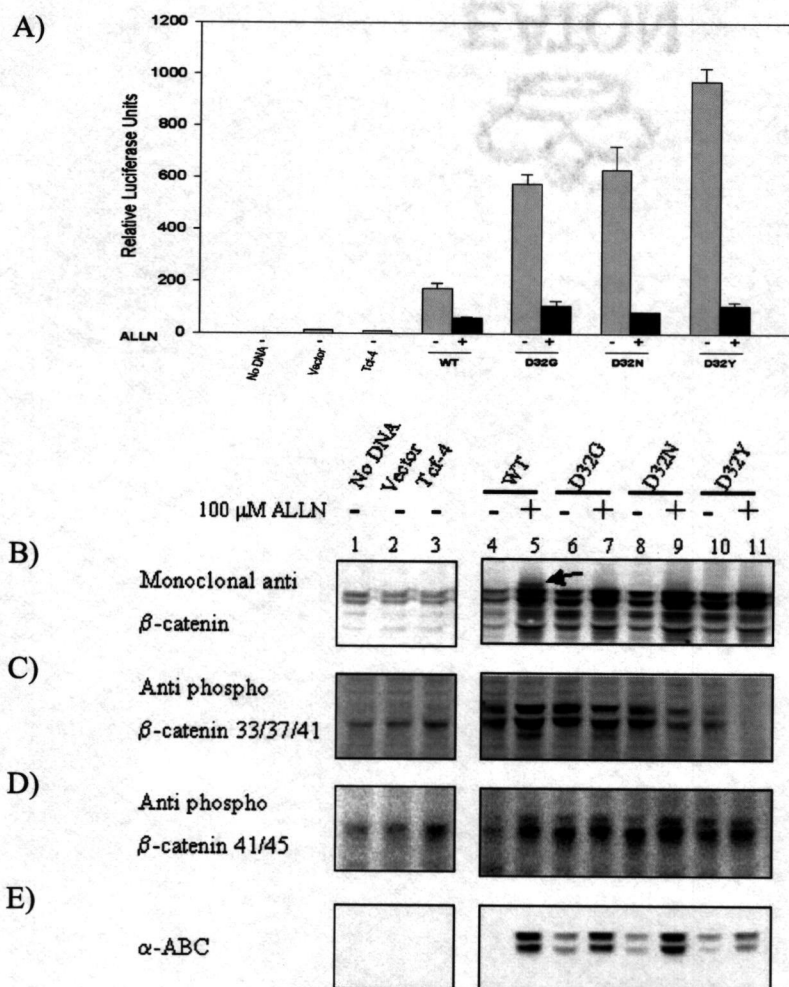 A)
EATON
1200
1000
800
600
400
200
0
Relative Luciferase Units
ALLN
- - - - + - + - + - +
No DNA Vector Tcf-4 WT D32G D32N D32Y
No DNA Vector Tcf-4 WT D32G D32N D32Y
100 µM ALLN - - - - + - + - + - +
1 2 3 4 5 6 7 8 9 10 11
B)
Monoclonal anti
β-catenin
C)
Anti phospho
β-catenin 33/37/41
D)
Anti phospho
β-catenin 41/45
E)
α-ABC